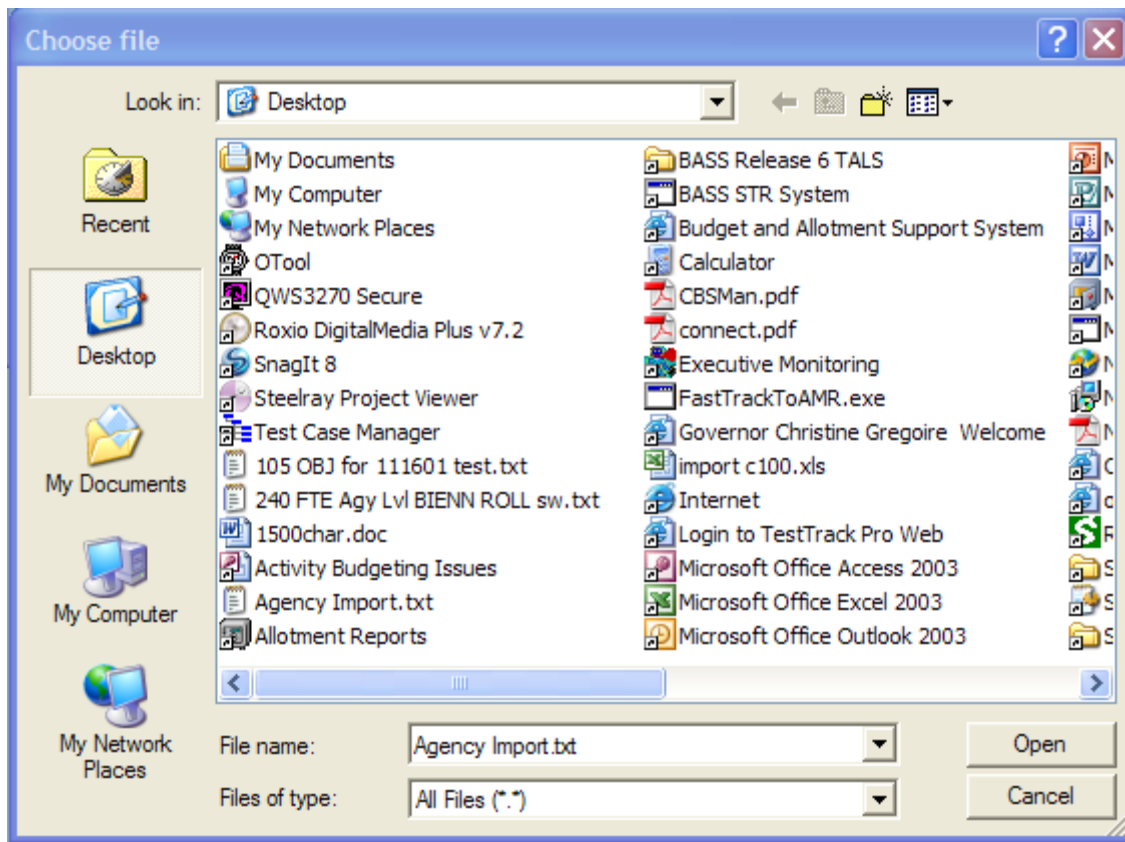 Choose file
Look in:
Desktop
Recent
Desktop
My Documents
My Computer
My Network
Places
My Documents
My Computer
My Network Places
OTool
QWS3270 Secure
Roxio DigitalMedia Plus v7.2
SnagIt 8
Steelray Project Viewer
Test Case Manager
105 OBJ for 111601 test.txt
240 FTE Agy Lvl BIENN ROLL sw.txt
1500char.doc
Activity Budgeting Issues
Agency Import.txt
Allotment Reports
BASS Release 6 TALS
BASS STR System
Budget and Allotment Support System
Calculator
CBSMan.pdf
connect.pdf
Executive Monitoring
FastTrackToAMR.exe
Governor Christine Gregoire  Welcome
import c100.xls
Internet
Login to TestTrack Pro Web
Microsoft Office Access 2003
Microsoft Office Excel 2003
Microsoft Office Outlook 2003
File name:
Agency Import.txt
Open
Files of type:
All Files (*.*)
Cancel